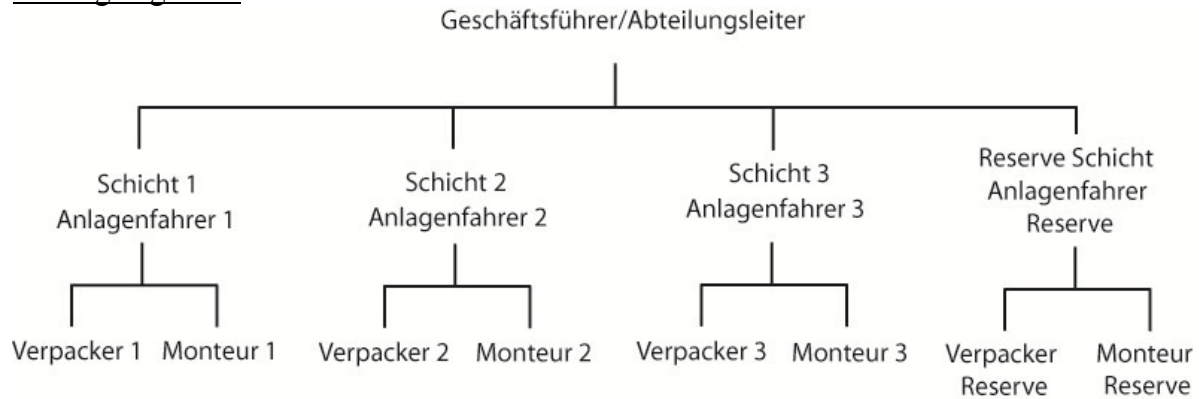 Geschäftsführer/Abteilungsleiter
Schicht 1
Anlagenfahrer 1
Schicht 2
Anlagenfahrer 2
Schicht 3
Anlagenfahrer 3
Reserve Schicht
Anlagenfahrer
Reserve
Verpacker 1
Monteur 1
Verpacker 2
Monteur 2
Verpacker 3
Monteur 3
Verpacker
Reserve
Monteur
Reserve